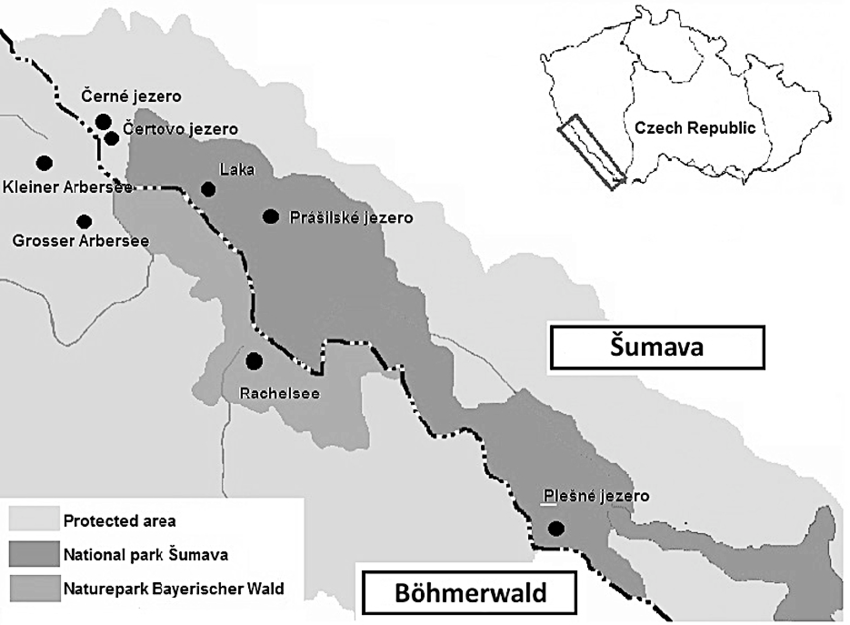 Černé jezero
Čertovo jezero
Czech Republic
Laka
Kleiner Arbersee
Prášilské jezero
Grosser Arbersee
Šumava
Rachelsee
Plešné jezero
Protected area
National park Šumava
Naturepark Bayerischer Wald
Böhmerwald